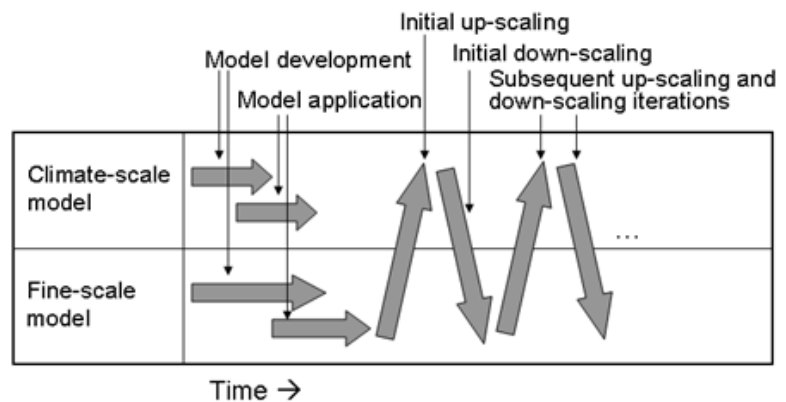 Initial up-scaling
Model development
Initial down-scaling
Model application
Subsequent up-scaling and
down-scaling iterations
Climate-scale
model
...
Fine-scale
model
Time →